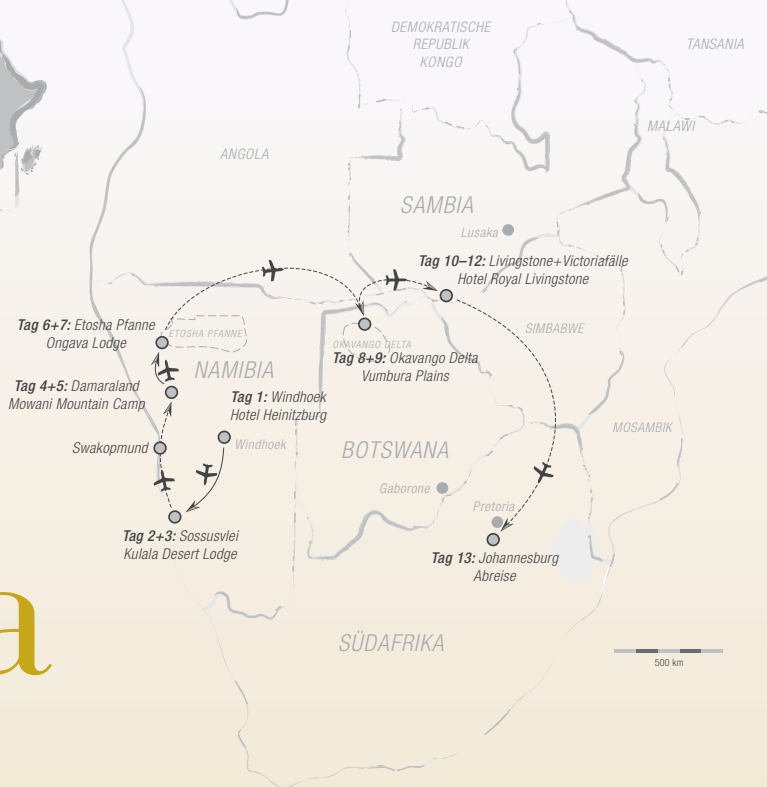 DEMOKRATISCHE
REPUBLIK
KONGO
TANSANIA
MALAWI
ANGOLA
SAMBIA
Lusaka
Tag 10–12: Livingstone+Victoriafälle
Hotel Royal Livingstone
Tag 6+7: Etosha Pfanne
Ongava Lodge
ETOSHA PFANNE
SIMBABWE
OKAVANGO DELTA
Tag 8+9: Okavango Delta
Vumbura Plains
NAMIBIA
Tag 4+5: Damaraland
Mowani Mountain Camp
Tag 1: Windhoek
Hotel Heinitzburg
MOSAMBIK
Swakopmund
Windhoek
BOTSWANA
Gaborone
Pretoria
Tag 2+3: Sossusvlei
Kulala Desert Lodge
Tag 13: Johannesburg
Abreise
a
SÜDAFRIKA
500 km